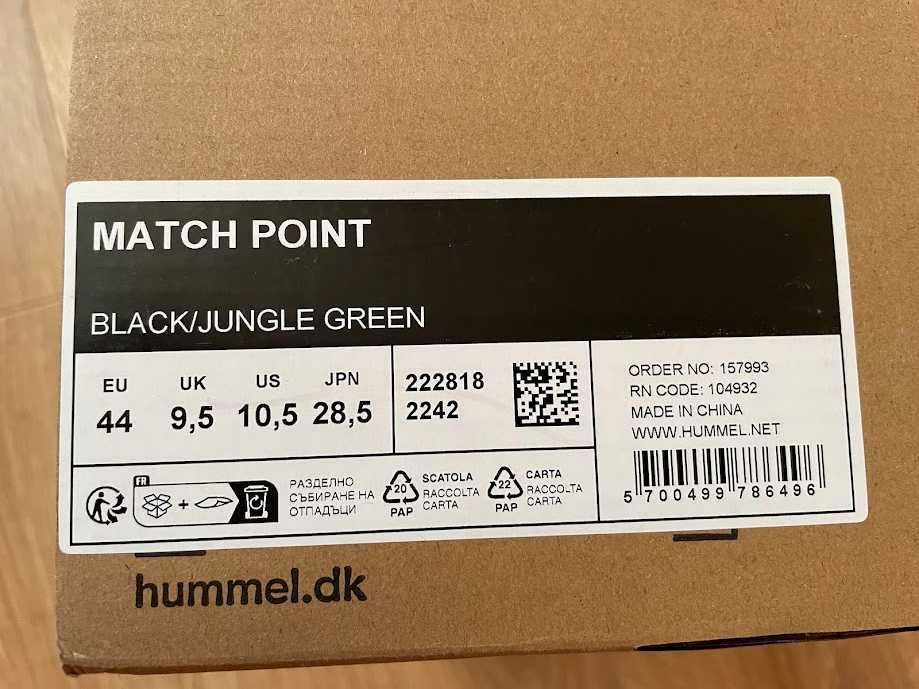 MATCH POINT
BLACK/JUNGLE GREEN
EU UK US JPN
44 9,5 10,5 28,5
222818
2242
ORDER NO: 157993
RN CODE: 104932
MADE IN CHINA
WWW.HUMMEL.NET
5 700499 786496
FR
+
РАЗДЕЛНО
СЪБИРАНЕ НА
ОТПАДЪЦИ
20
PAP
SCATOLA
RACCOLTA
CARTA
22
PAP
CARTA
RACCOLTA
CARTA
hummel.dk